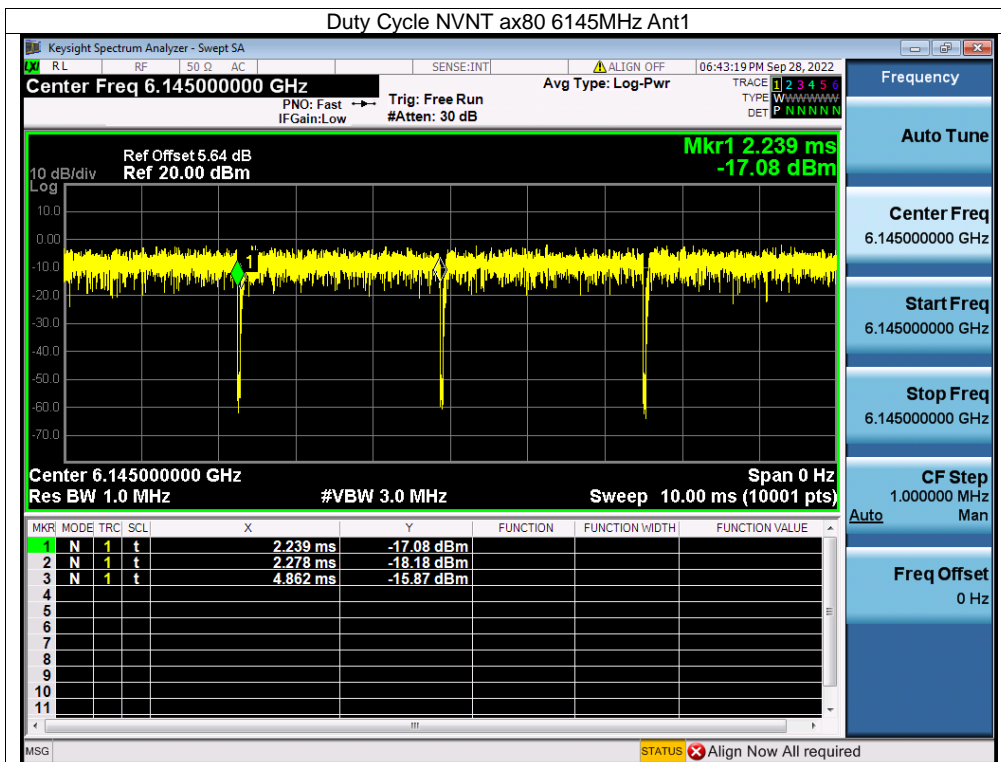 Duty Cycle NVNT ax80 6145MHz Ant1
Keysight Spectrum Analyzer - Swept SA
LXI RL RF 50 Ω AC SENSE:INT ALIGN OFF 06:43:19 PM Sep 28, 2022
Center Freq 6.145000000 GHz
PNO: Fast
IFGain:Low
Trig: Free Run
#Atten: 30 dB
Avg Type: Log-Pwr
TRACE 1 2 3 4 5 6
TYPE WWWWWW
DET P N N N N N
Frequency
Mkr1 2.239 ms
-17.08 dBm
Ref Offset 5.64 dB
10 dB/div Ref 20.00 dBm
Log
10.0
0.00
-10.0
-20.0
-30.0
-40.0
-50.0
-60.0
-70.0
1
Center 6.145000000 GHz Span 0 Hz
Res BW 1.0 MHz #VBW 3.0 MHz Sweep 10.00 ms (10001 pts)
MKR MODE TRC SCL X Y FUNCTION FUNCTION WIDTH FUNCTION VALUE
1 N 1 t 2.239 ms -17.08 dBm
2 N 1 t 2.278 ms -18.18 dBm
3 N 1 t 4.862 ms -15.87 dBm
4
5
6
7
8
9
10
11
Auto Tune
Center Freq
6.145000000 GHz
Start Freq
6.145000000 GHz
Stop Freq
6.145000000 GHz
CF Step
1.000000 MHz
Auto Man
Freq Offset
0 Hz
MSG STATUS Align Now All required